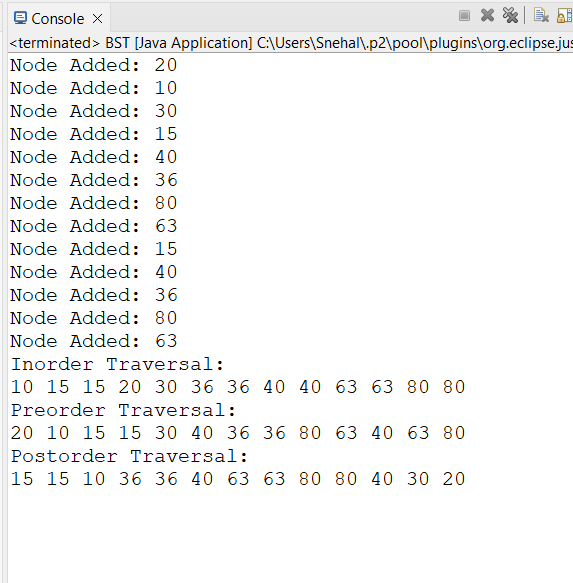 Console
<terminated> BST [Java Application] C:\Users\Snehal\.p2\pool\plugins\org.eclipse.jus
Node Added: 20
Node Added: 10
Node Added: 30
Node Added: 15
Node Added: 40
Node Added: 36
Node Added: 80
Node Added: 63
Node Added: 15
Node Added: 40
Node Added: 36
Node Added: 80
Node Added: 63
Inorder Traversal:
10 15 15 20 30 36 36 40 40 63 63 80 80
Preorder Traversal:
20 10 15 15 30 40 36 36 80 63 40 63 80
Postorder Traversal:
15 15 10 36 36 40 63 63 80 80 40 30 20